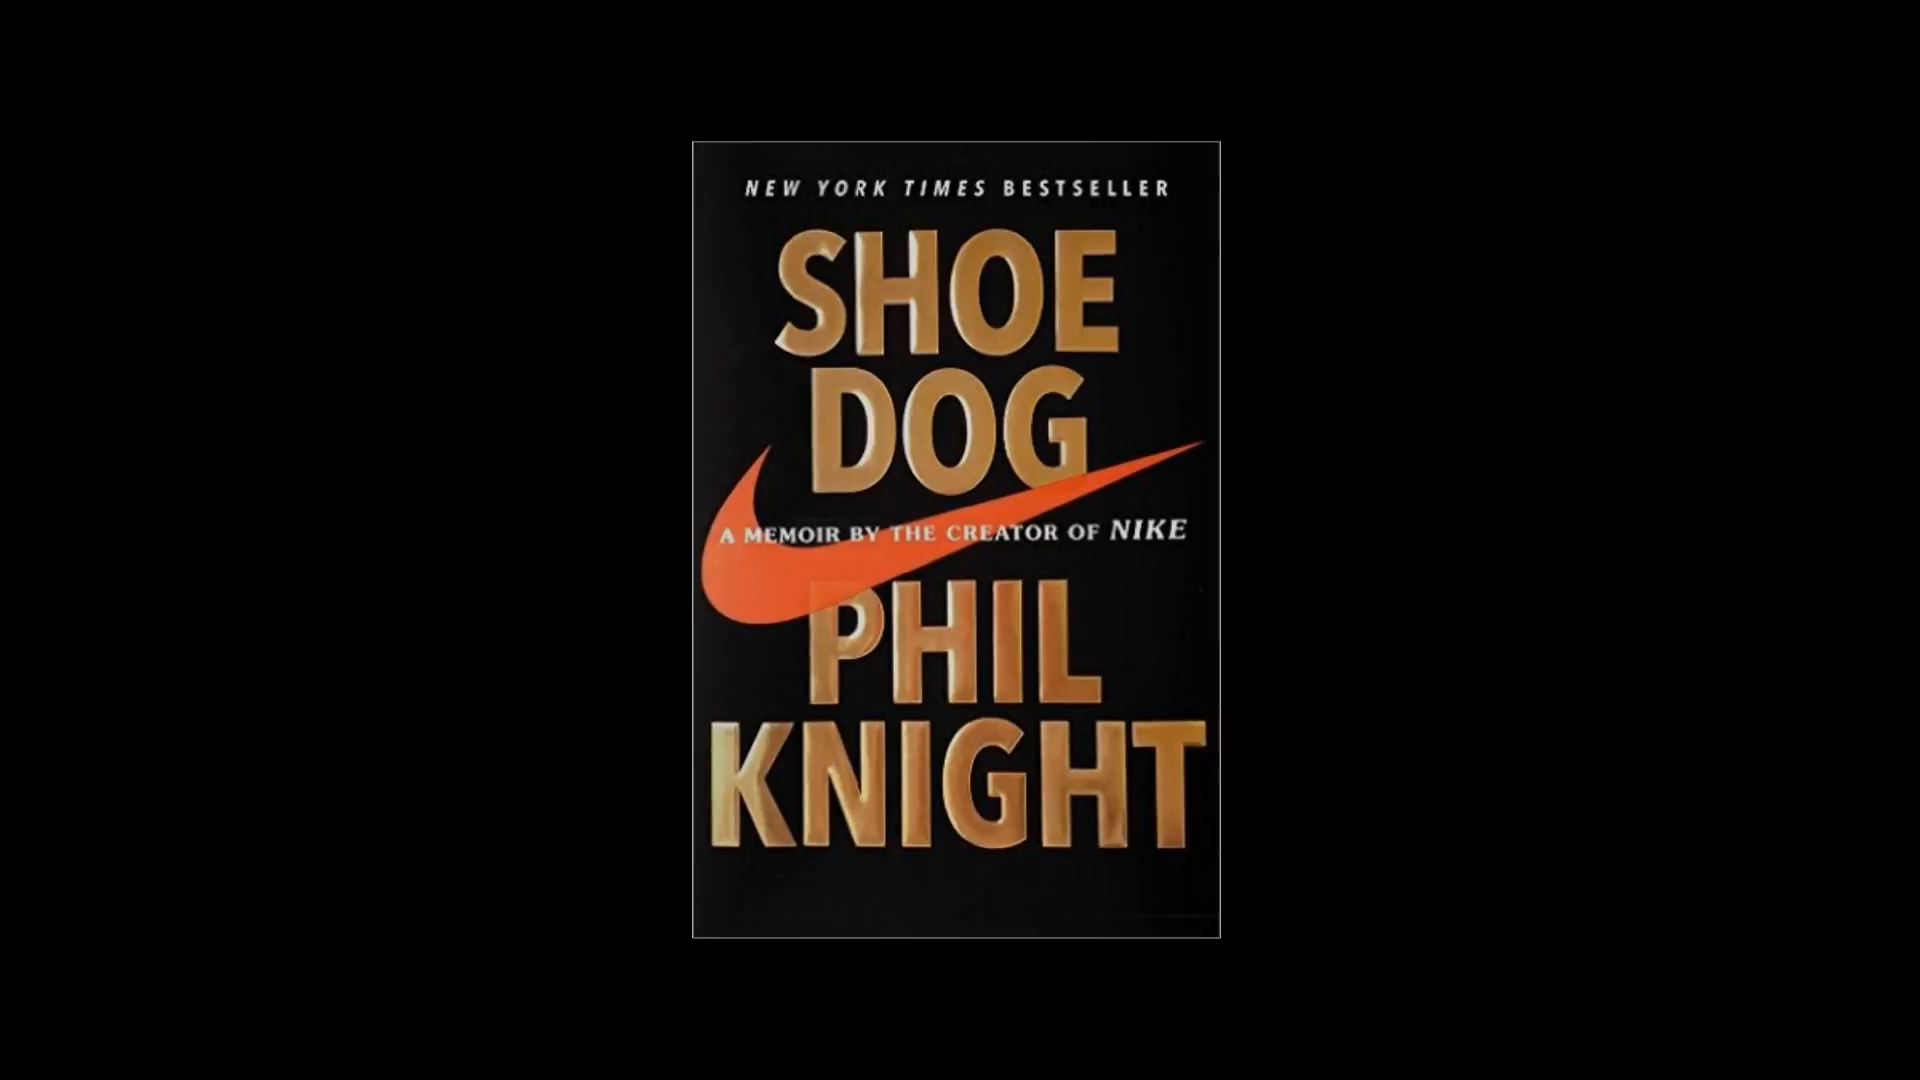 NEW YORK TIMES BESTSELLER
SHOE
DOG
A MEMOIR BY THE CREATOR OF NIKE
PHIL
KNIGHT